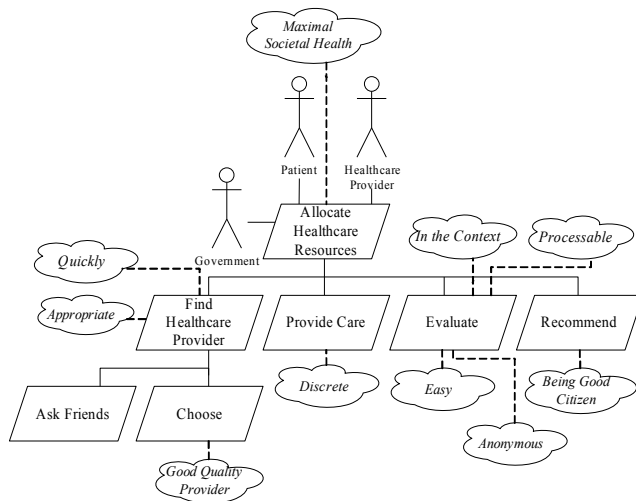 Maximal
Societal Health
Patient
Healthcare
Provider
Government
Allocate
Healthcare
Resources
In the Context
Processable
Quickly
Appropriate
Find
Healthcare
Provider
Provide Care
Evaluate
Recommend
Discrete
Easy
Being Good
Citizen
Ask Friends
Choose
Anonymous
Good Quality
Provider